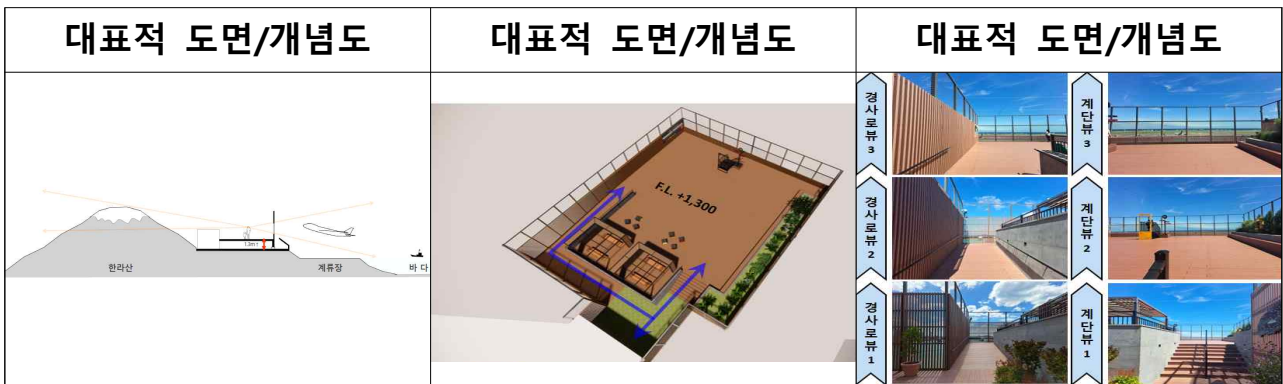 대표적 도면/개념도
대표적 도면/개념도
대표적 도면/개념도
1.3m↑
한라산
계류장
바 다
F.L. +1,300
경사로뷰 3
계단뷰 3
경사로뷰 2
계단뷰 2
경사로뷰 1
계단뷰 1